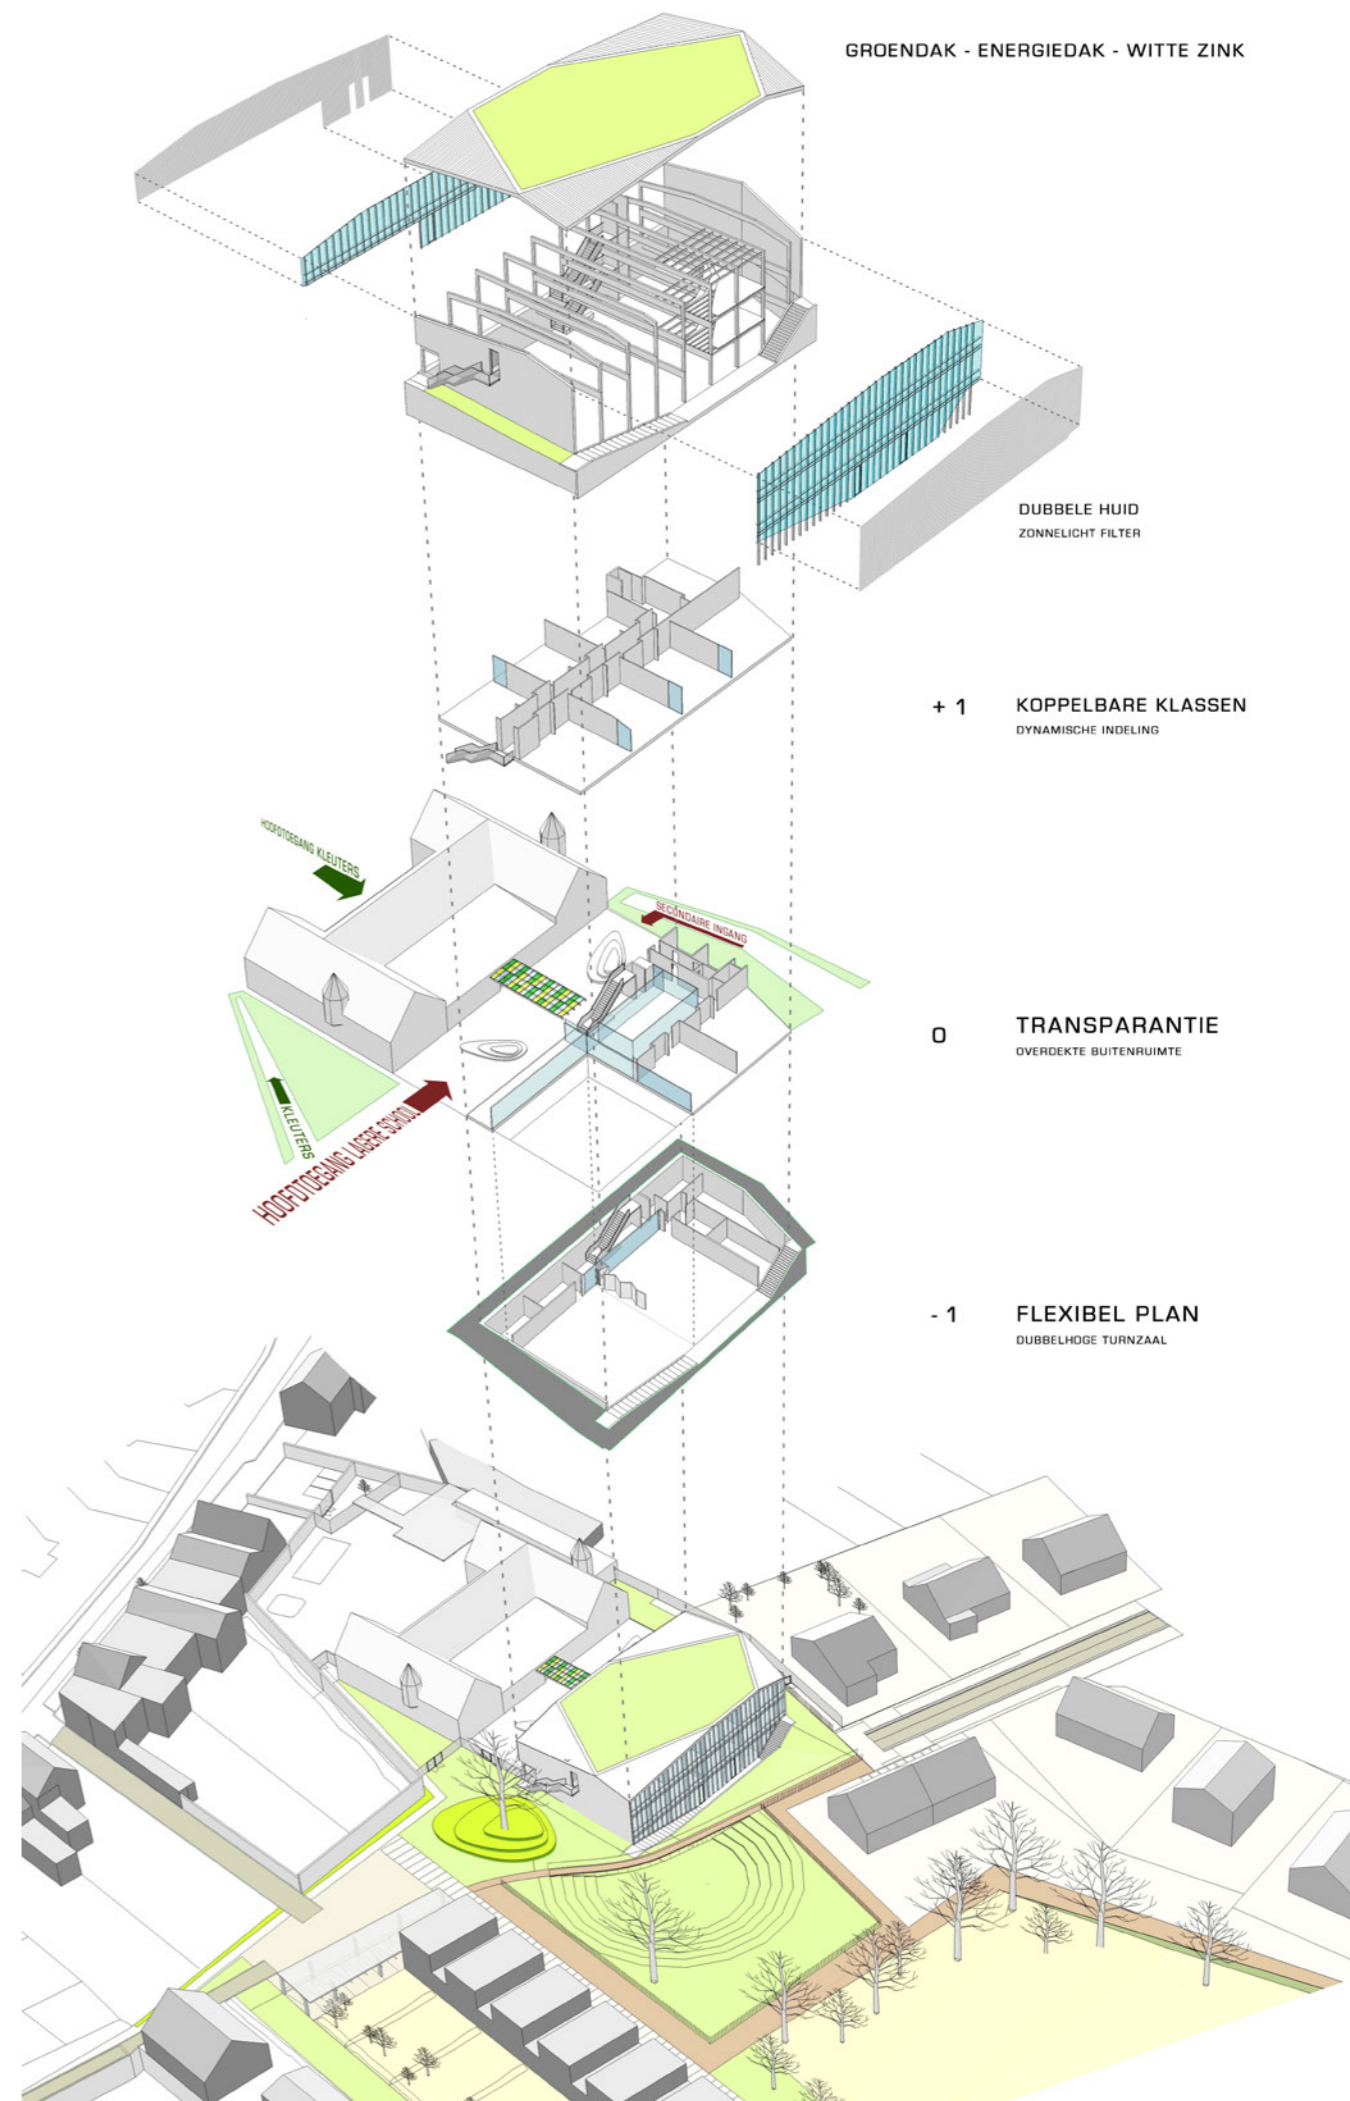 GROENDAK - ENERGIEDAK - WITTE ZINK
DUBBELE HUID
ZONNELICHT FILTER
+ 1 KOPPELBARE KLASSEN
DYNAMISCHE INDELING
HOOFDTOEGANG KLEUTERS
SECONDAIRE INGANG
0 TRANSPARANTIE
OVERDEKTE BUITENRUIMTE
KLEUTERS
HOOFDTOEGANG LAGERE SCHOOL
- 1 FLEXIBEL PLAN
DUBBELHOGE TURNZAAL